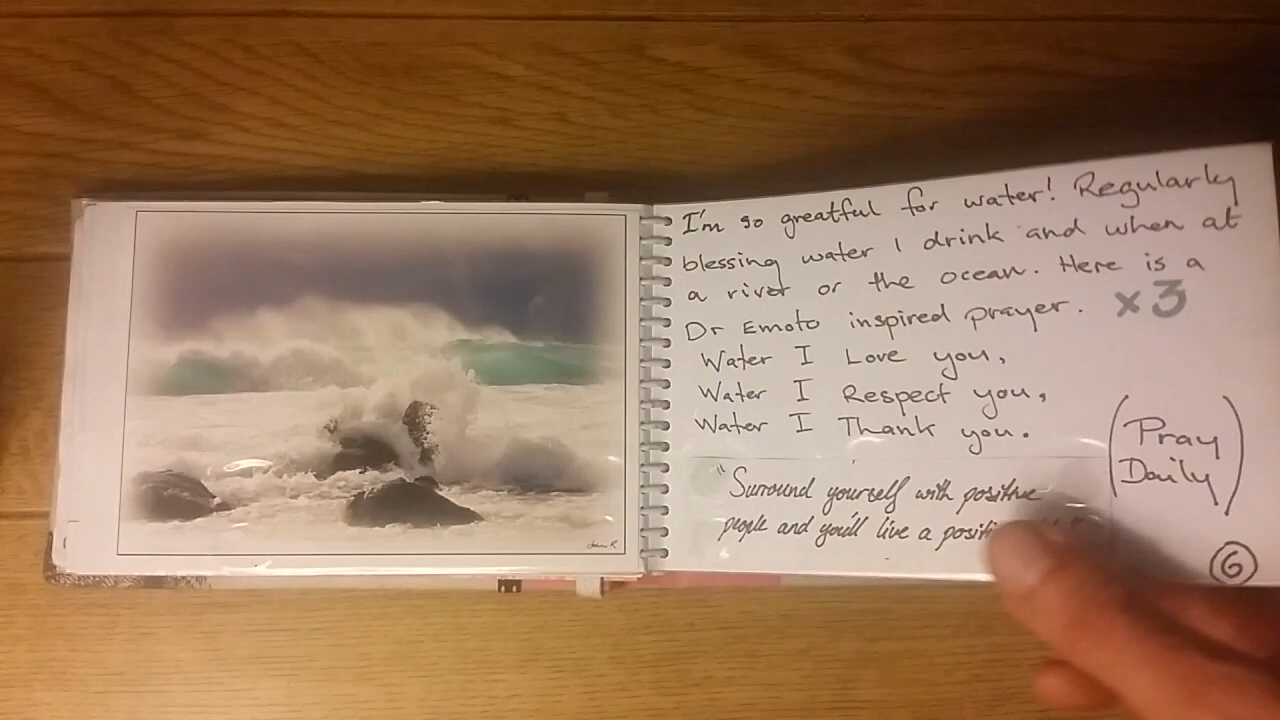 I'm so greatful for water! Regularly
blessing water I drink and when at
a river or the ocean. Here is a
Dr Emoto inspired prayer. x3
Water I Love you,
Water I Respect you,
Water I Thank you.
(Pray
Daily)
"Surround yourself with positive
people and you'll live a
6